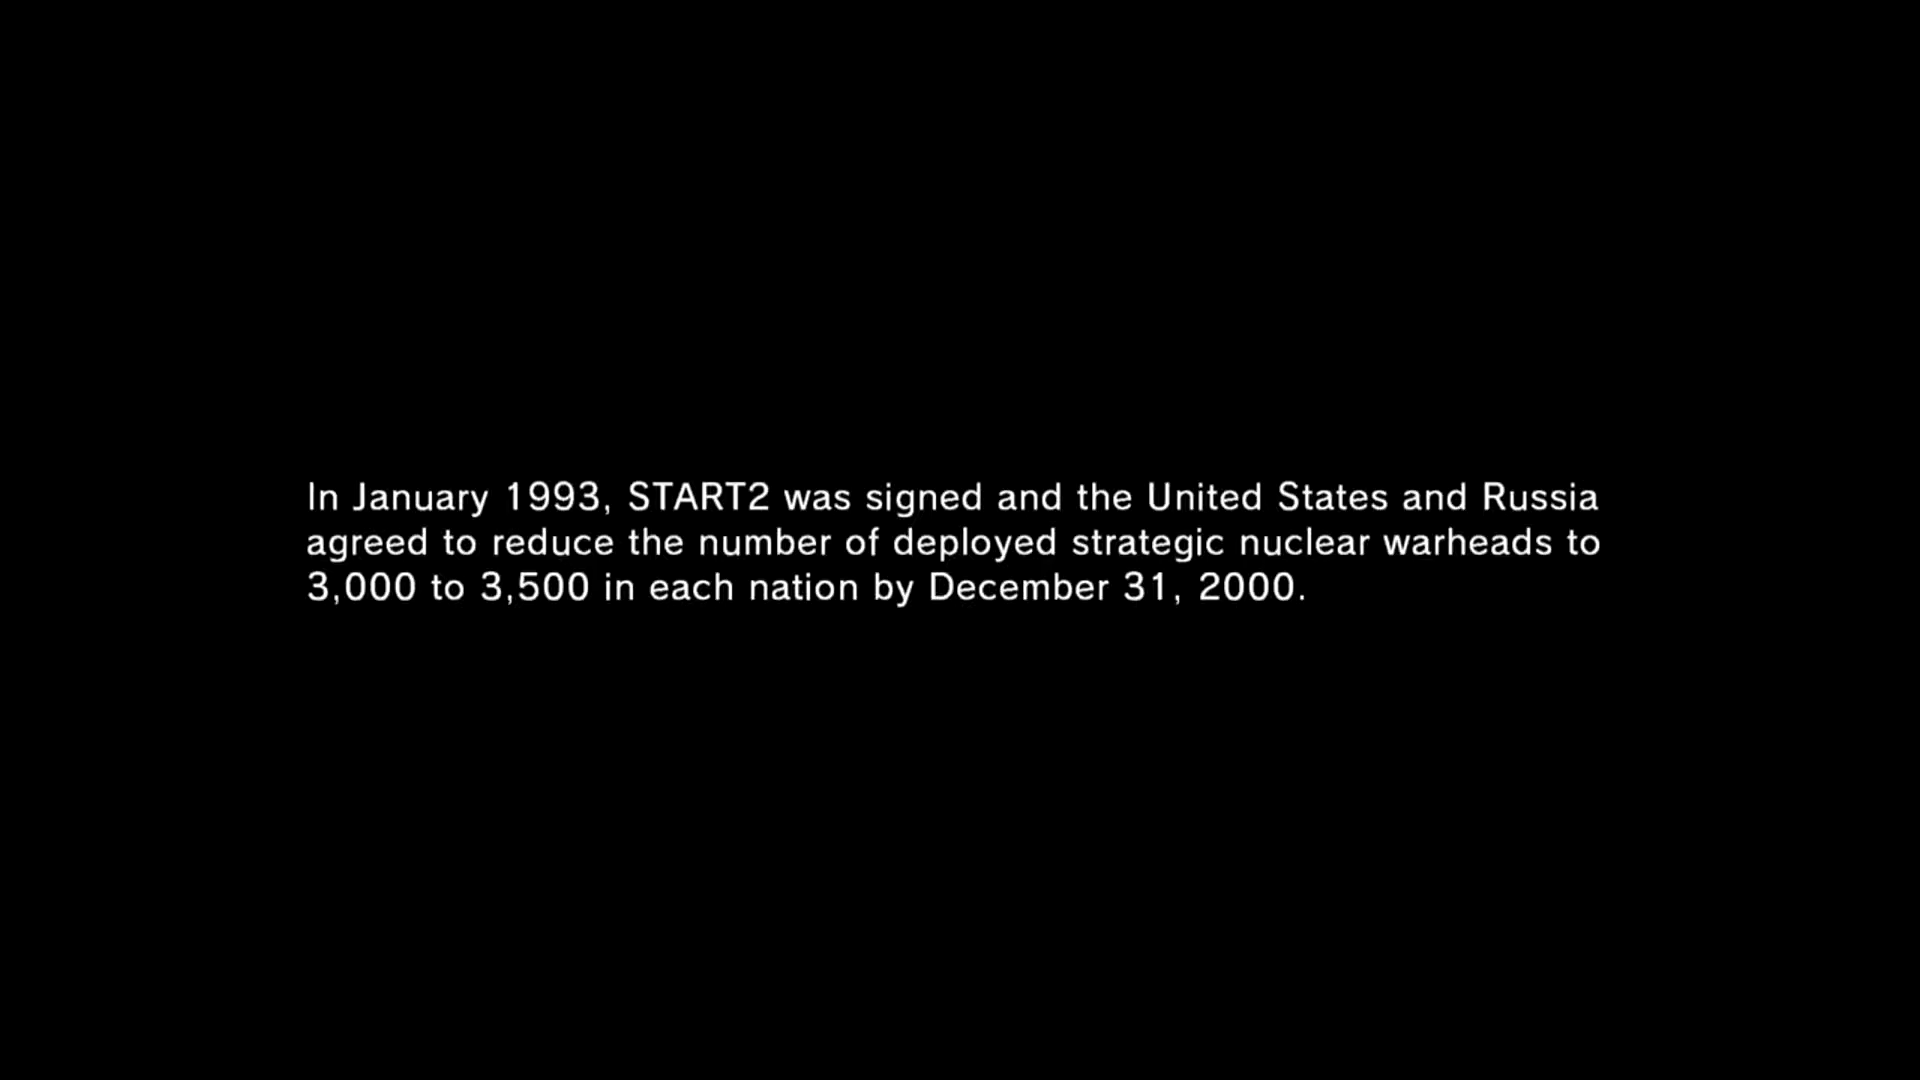 In January 1993, START2 was signed and the United States and Russia
agreed to reduce the number of deployed strategic nuclear warheads to
3,000 to 3,500 in each nation by December 31, 2000.